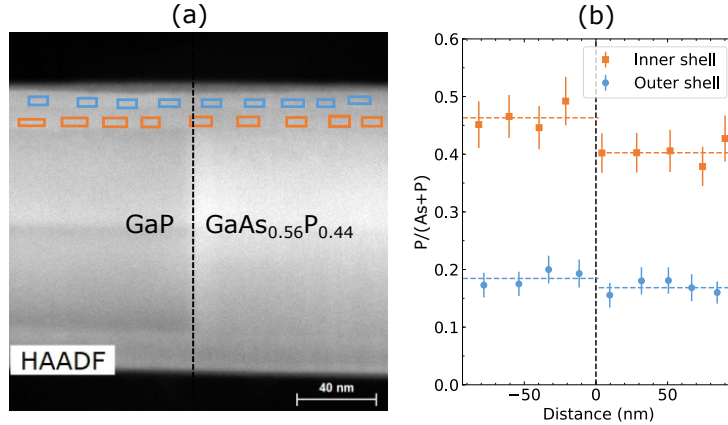 (a)
GaP
GaAs0.56P0.44
HAADF
40 nm
(b)
Inner shell
Outer shell
0.6
0.5
0.4
0.3
0.2
0.1
0.0
P/(As+P)
−50
0
50
Distance (nm)